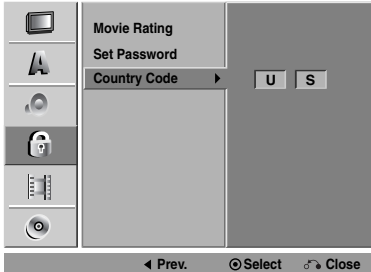 Movie Rating
Set Password
Country Code
U S
Prev. Select Close